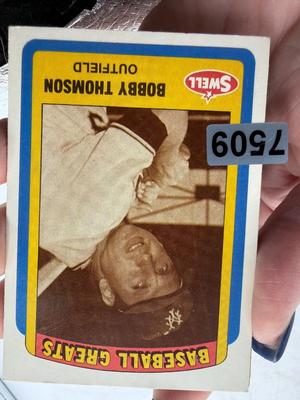 BASEBALL GREATS
SWELL
BOBBY THOMSON
OUTFIELD
7509